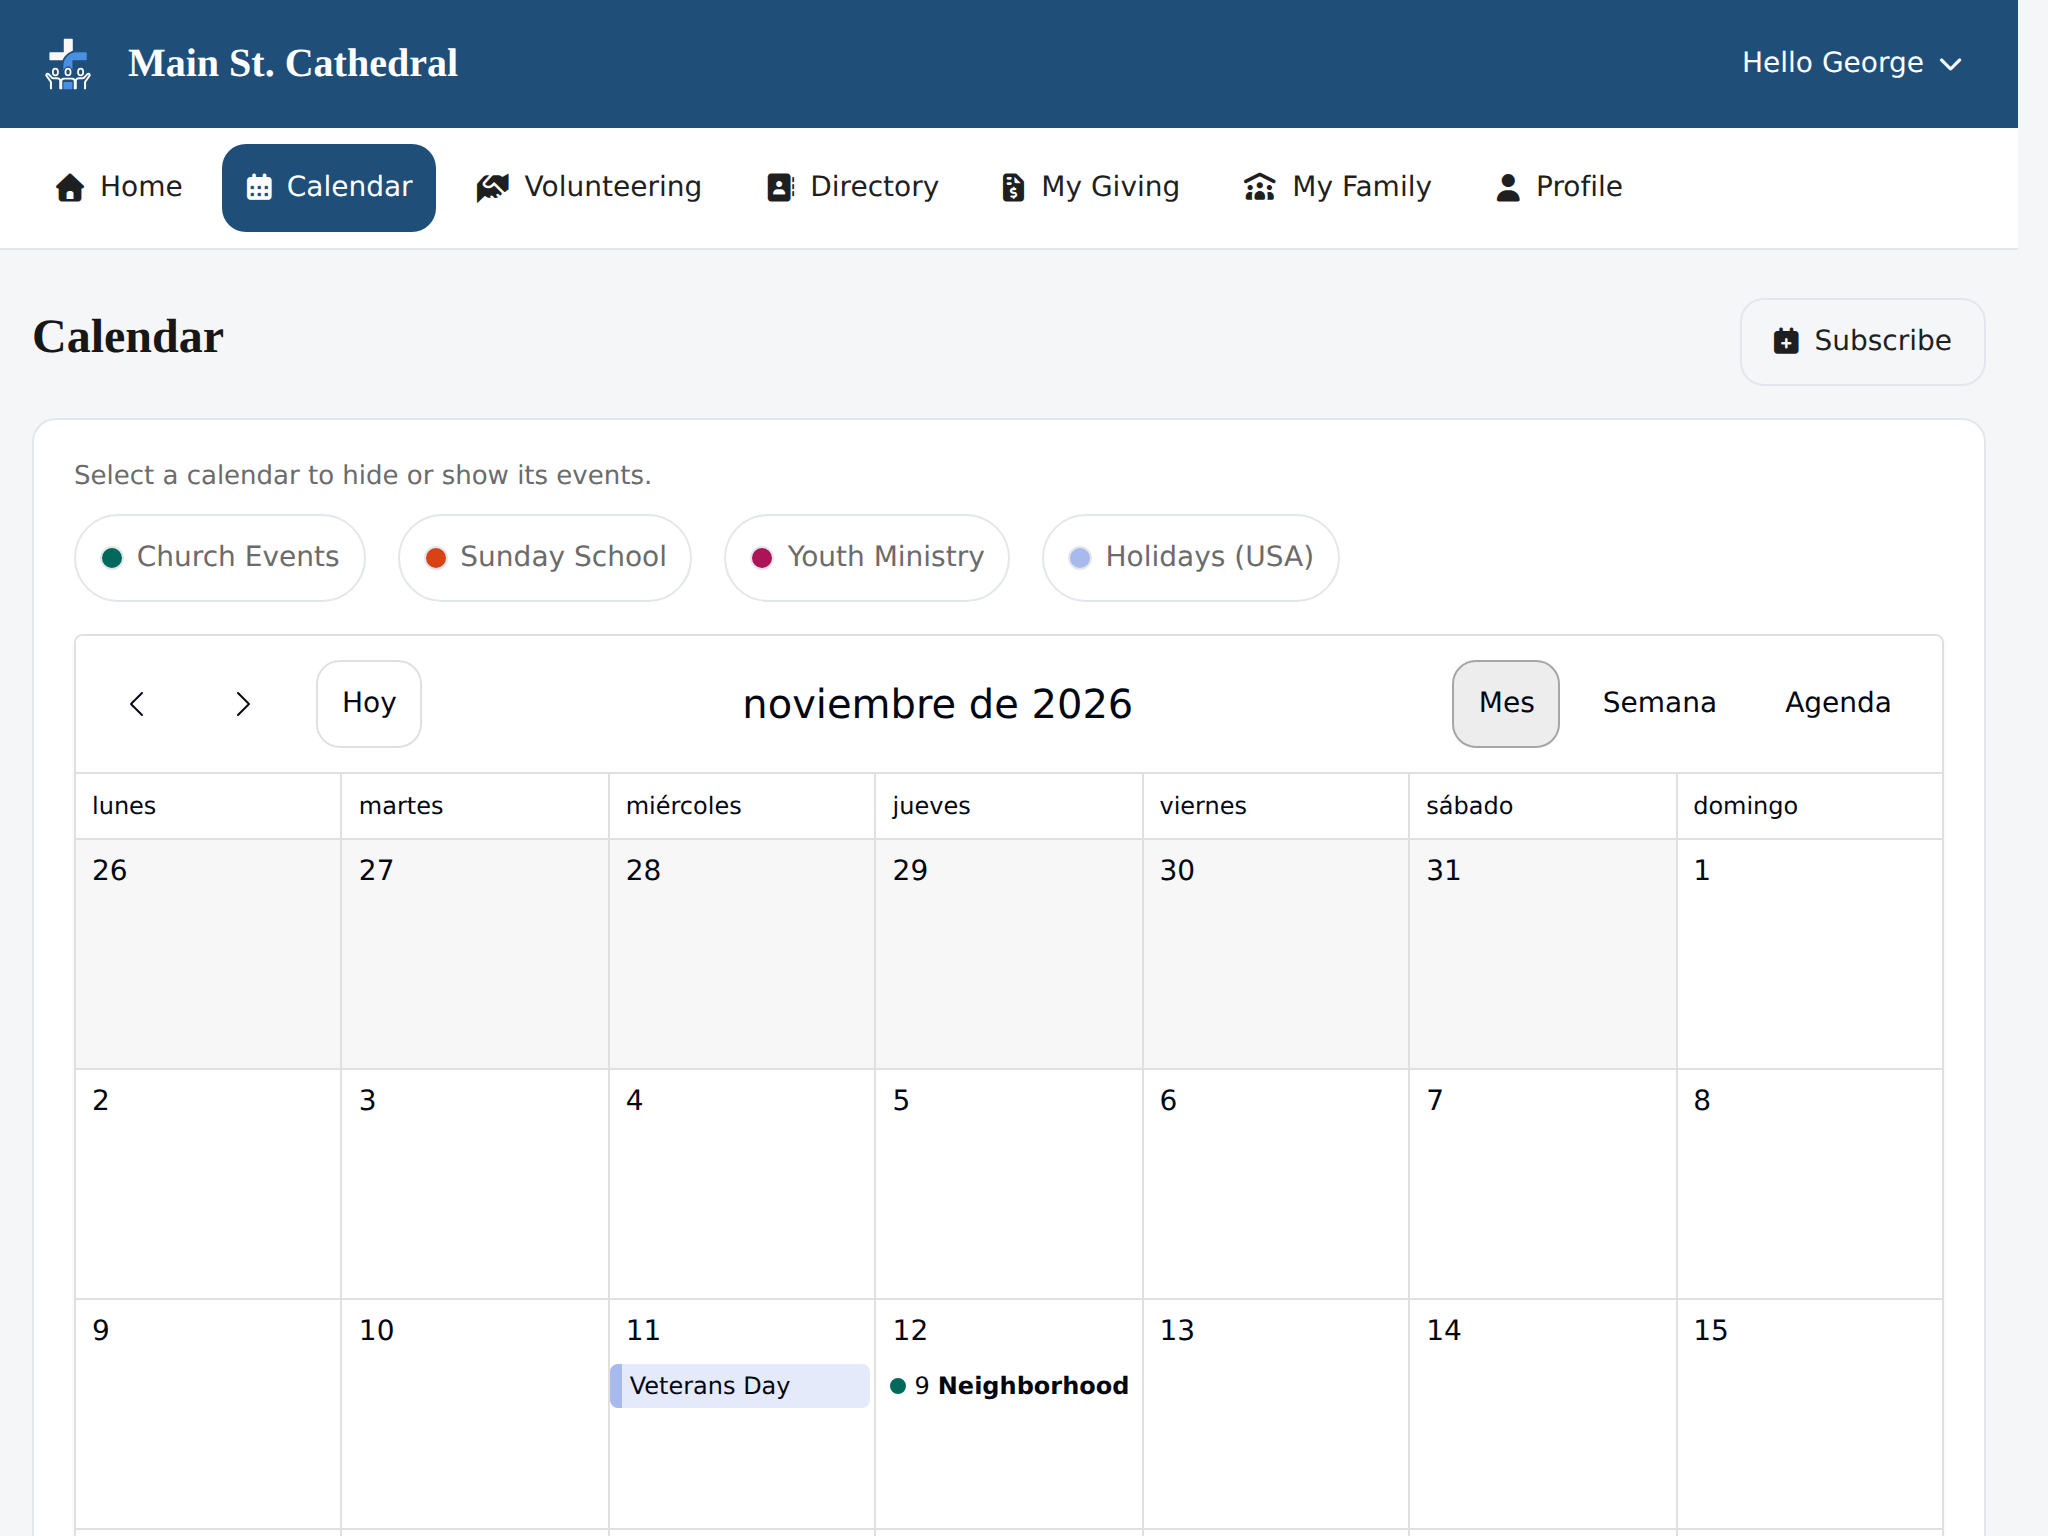 Main St. Cathedral
Hello George
Home Calendar Volunteering Directory My Giving My Family Profile
Calendar
Subscribe
Select a calendar to hide or show its events.
Church Events Sunday School Youth Ministry Holidays (USA)
Hoy noviembre de 2026 Mes Semana Agenda
lunes martes miércoles jueves viernes sábado domingo
26 27 28 29 30 31 1
2 3 4 5 6 7 8
9 10 11 12 13 14 15
Veterans Day 9 Neighborhood